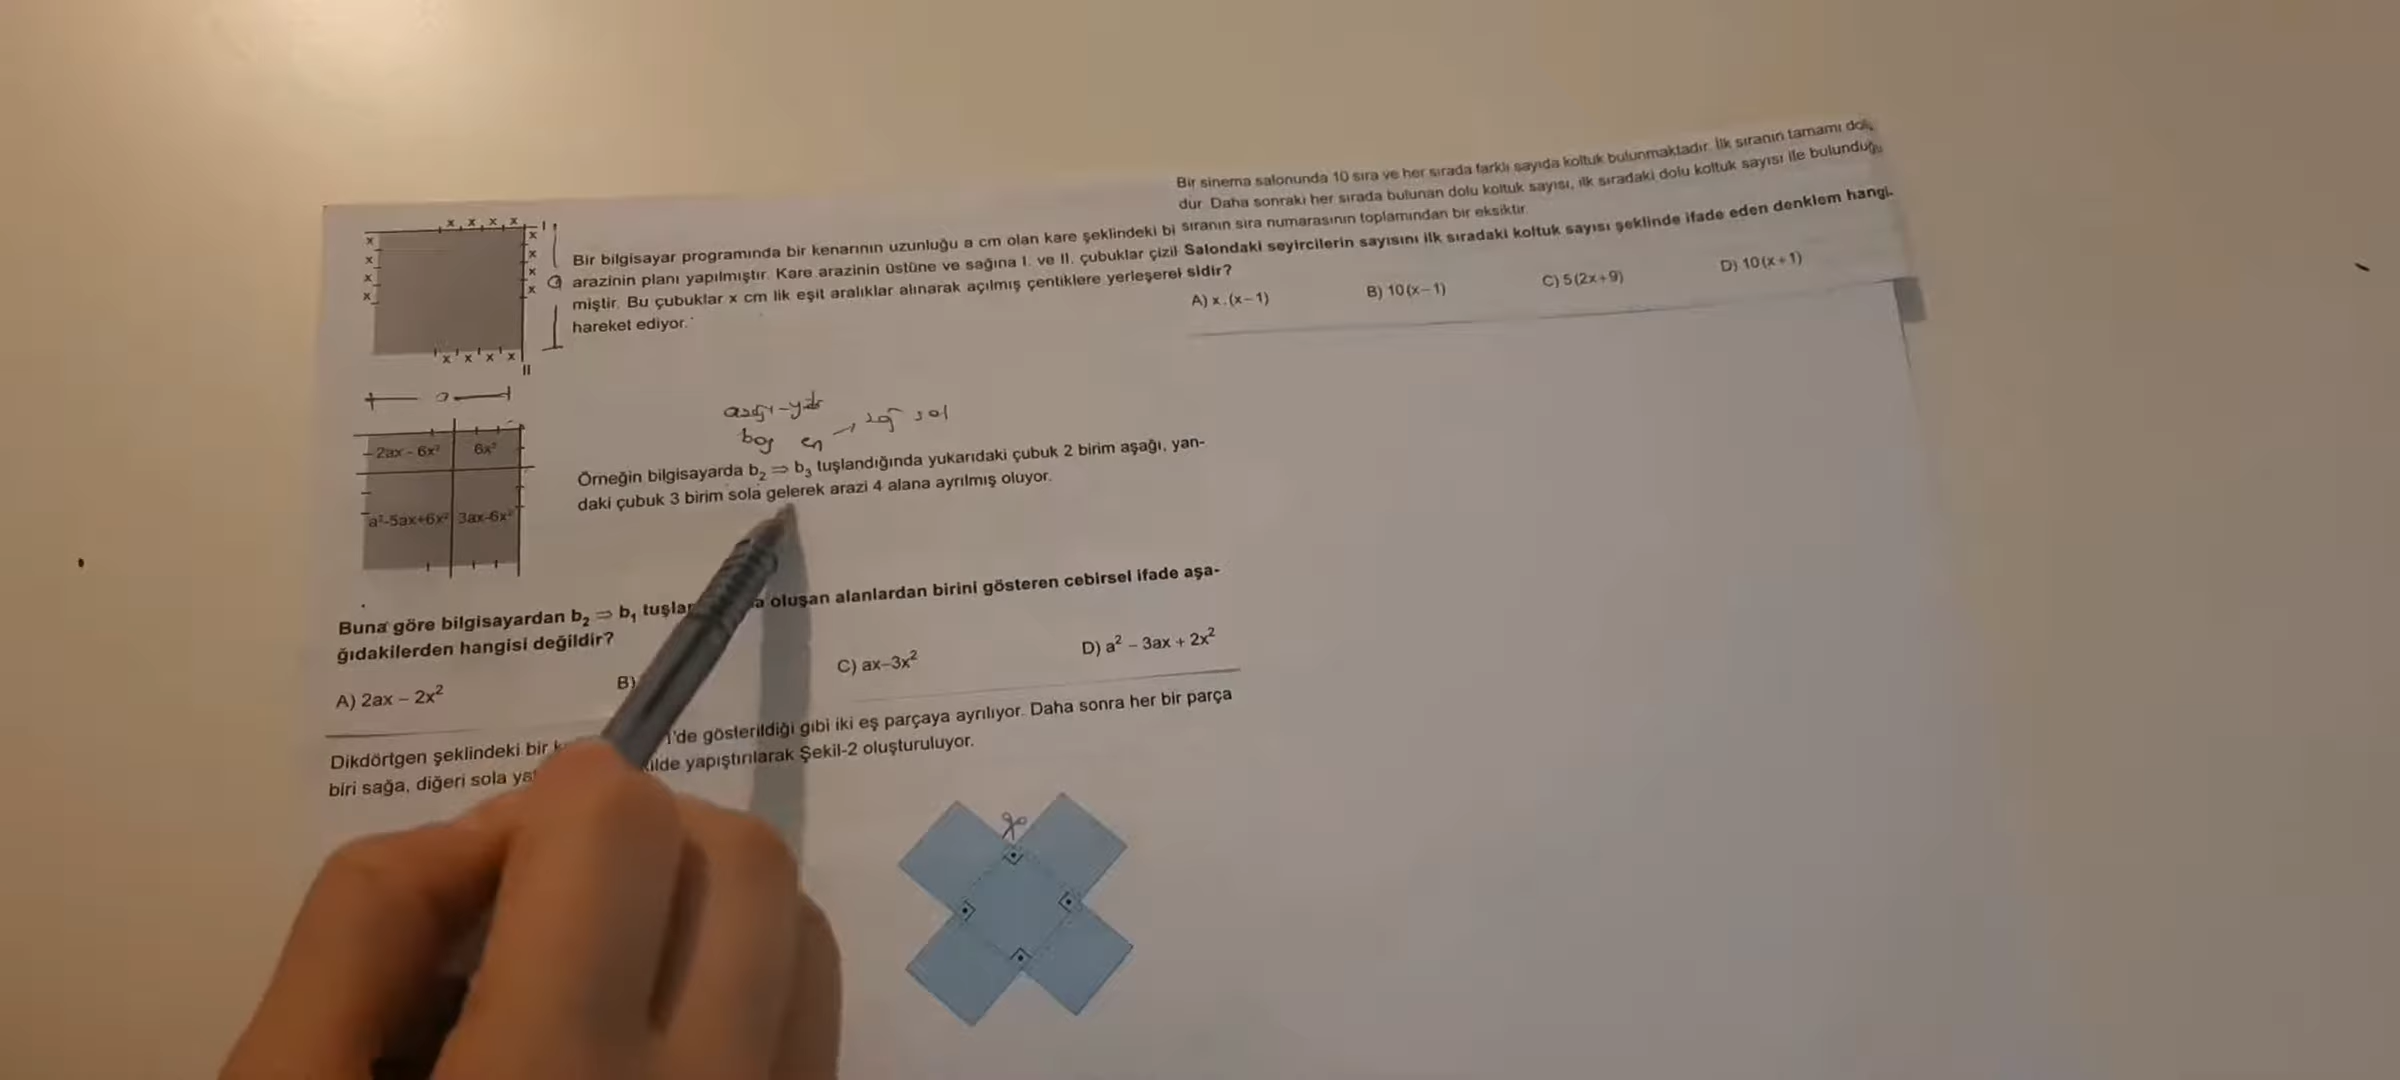 Bir sinema salonunda 10 sıra ve her sırada farklı sayıda koltuk bulunmaktadır. İlk sıranın tamamı dolu
dur. Daha sonraki her sırada bulunan dolu koltuk sayısı, ilk sıradaki dolu koltuk sayısı ile bulunduğu
sıranın sıra numarasının toplamından bir eksiktir.
Salondaki seyircilerin sayısını ilk sıradaki koltuk sayısı şeklinde ifade eden denklem hangi-
sidir?
A) x.(x-1)
B) 10(x-1)
C) 5(2x+9)
D) 10(x+1)
x x x x I
x
x
x
x
x
x
x
x
x x x x
II
a
a
Bir bilgisayar programında bir kenarının uzunluğu a cm olan kare şeklindeki bi
arazinin planı yapılmıştır. Kare arazinin üstüne ve sağına I. ve II. çubuklar çizil
miştir. Bu çubuklar x cm lik eşit aralıklar alınarak açılmış çentiklere yerleşerek
hareket ediyor.
boy en → sağ sol
2ax - 6x² 6x²
a²-5ax+6x² 3ax-6x²
Örneğin bilgisayarda b₂ ⇒ b₃ tuşlandığında yukarıdaki çubuk 2 birim aşağı, yan-
daki çubuk 3 birim sola gelerek arazi 4 alana ayrılmış oluyor.
Buna göre bilgisayardan b₂ ⇒ b₁ oluşan alanlardan birini gösteren cebirsel ifade aşa-
ğıdakilerden hangisi değildir?
A) 2ax - 2x²
B)
C) ax-3x²
D) a² - 3ax + 2x²
Dikdörtgen şeklindeki bir 1'de gösterildiği gibi iki eş parçaya ayrılıyor. Daha sonra her bir parça
biri sağa, diğeri sola yapıştırılarak Şekil-2 oluşturuluyor.